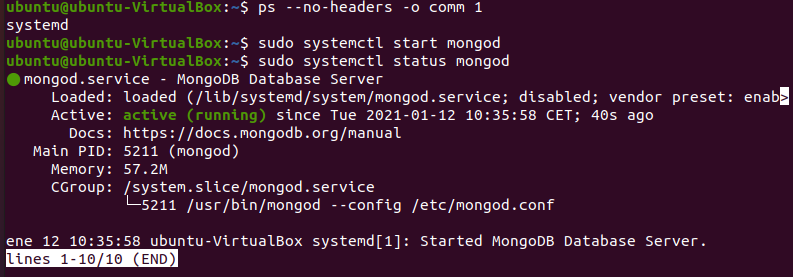 ubuntu@ubuntu-VirtualBox:~$ ps --no-headers -o comm 1
systemd
ubuntu@ubuntu-VirtualBox:~$ sudo systemctl start mongod
ubuntu@ubuntu-VirtualBox:~$ sudo systemctl status mongod
● mongod.service - MongoDB Database Server
Loaded: loaded (/lib/systemd/system/mongod.service; disabled; vendor preset: enab>
Active: active (running) since Tue 2021-01-12 10:35:58 CET; 40s ago
Docs: https://docs.mongodb.org/manual
Main PID: 5211 (mongod)
Memory: 57.2M
CGroup: /system.slice/mongod.service
└─5211 /usr/bin/mongod --config /etc/mongod.conf
ene 12 10:35:58 ubuntu-VirtualBox systemd[1]: Started MongoDB Database Server.
lines 1-10/10 (END)